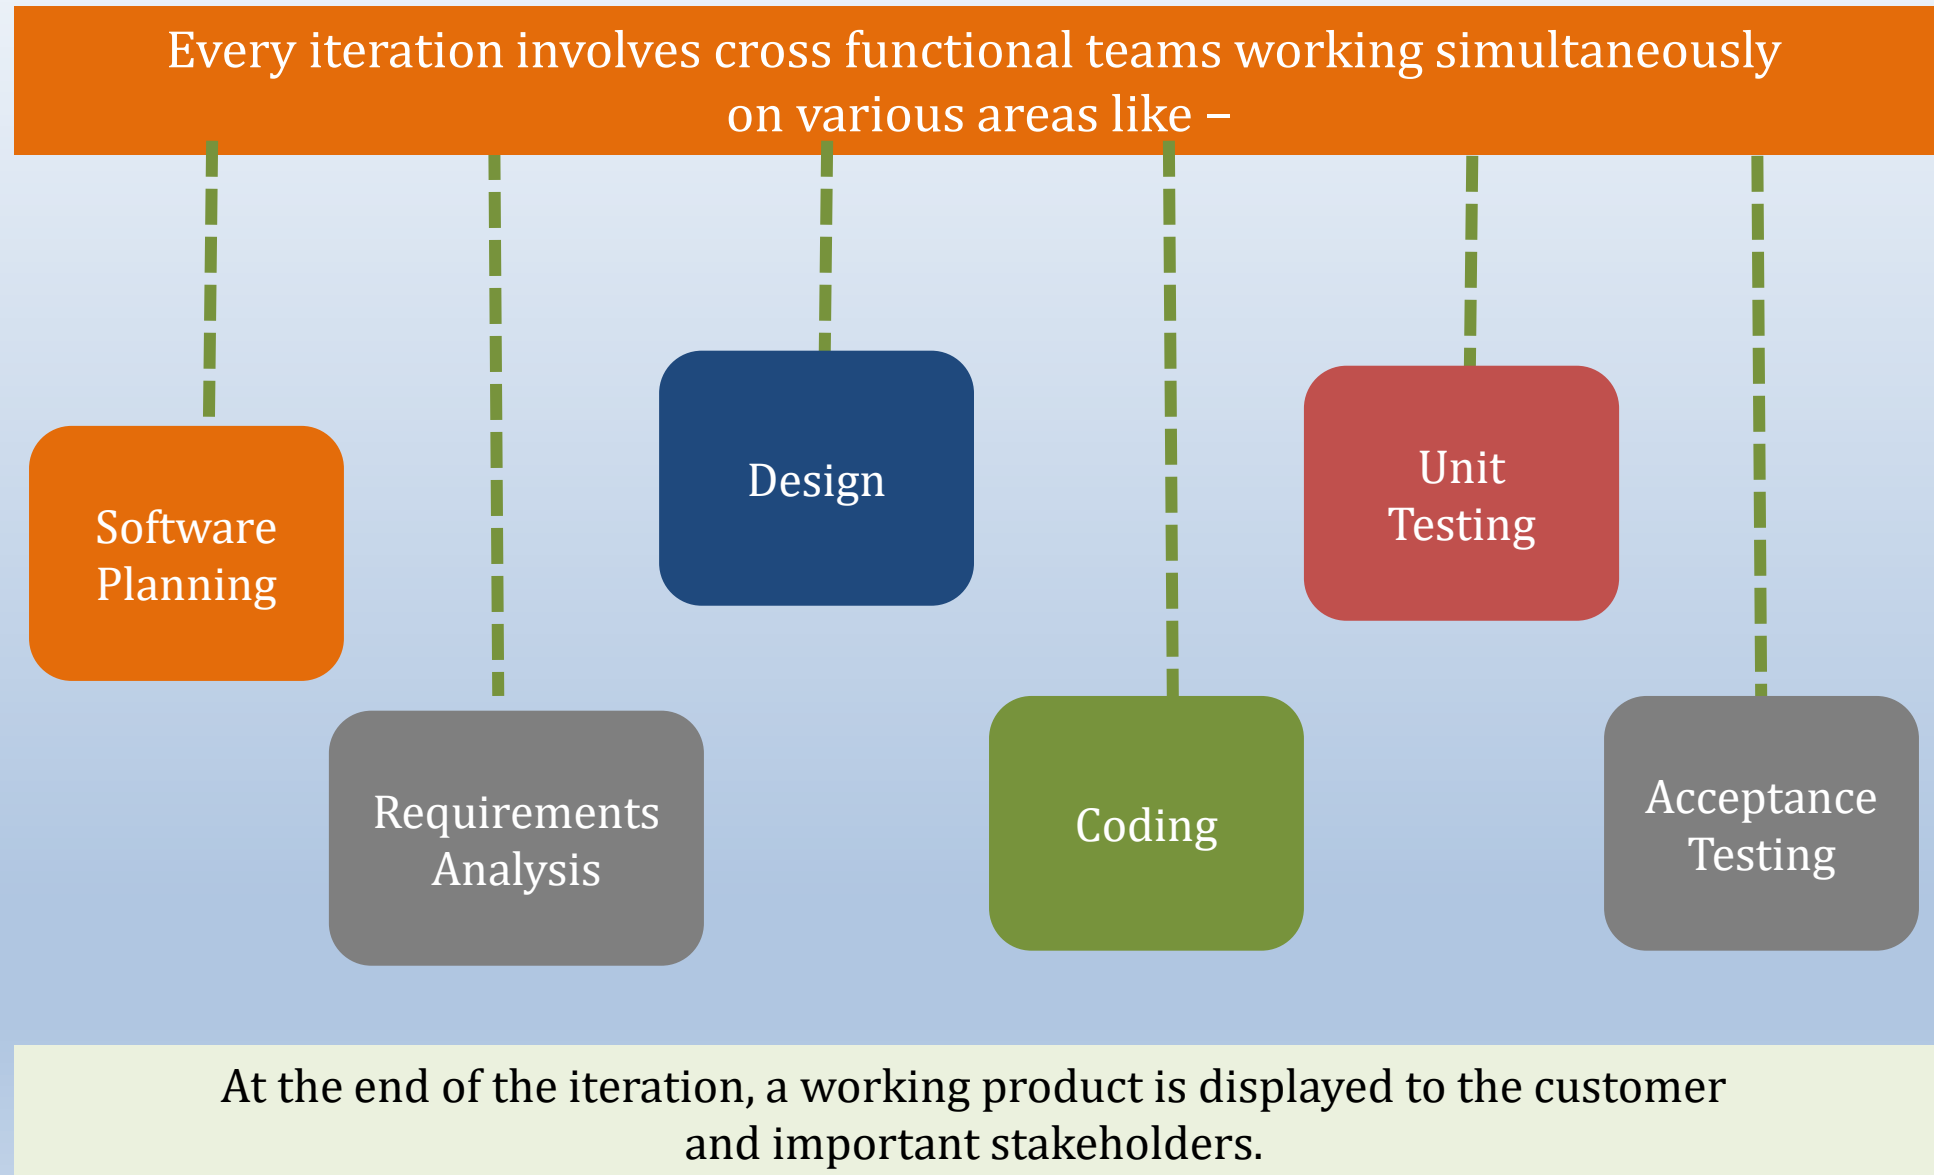 Every iteration involves cross functional teams working simultaneously
on various areas like –
Software
Planning
Requirements
Analysis
Design
Coding
Unit
Testing
Acceptance
Testing
At the end of the iteration, a working product is displayed to the customer
and important stakeholders.